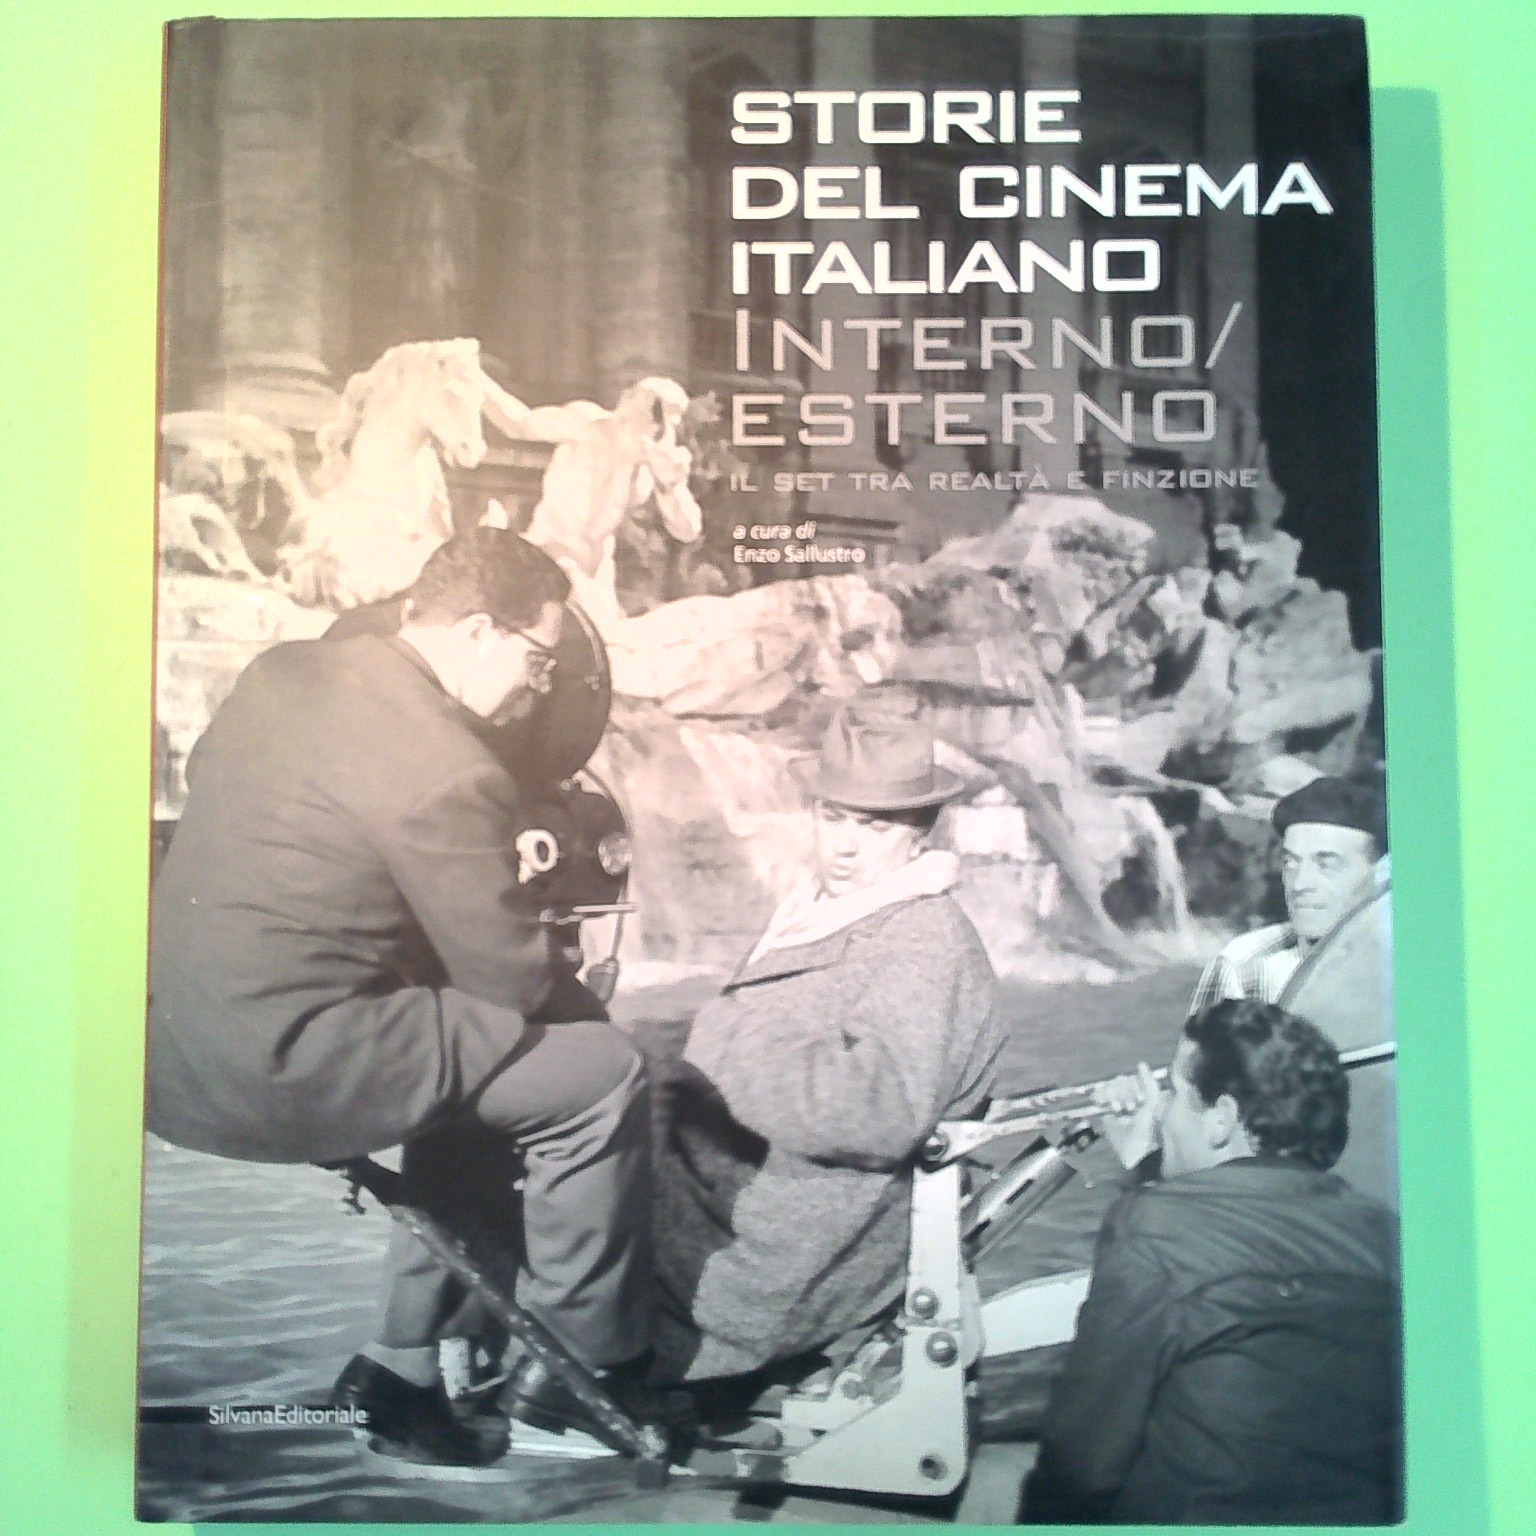 STORIE
DEL CINEMA
ITALIANO
INTERNO/
ESTERNO
IL SET TRA REALTÀ E FINZIONE
a cura di
Enzo Sallustro
SilvanaEditoriale